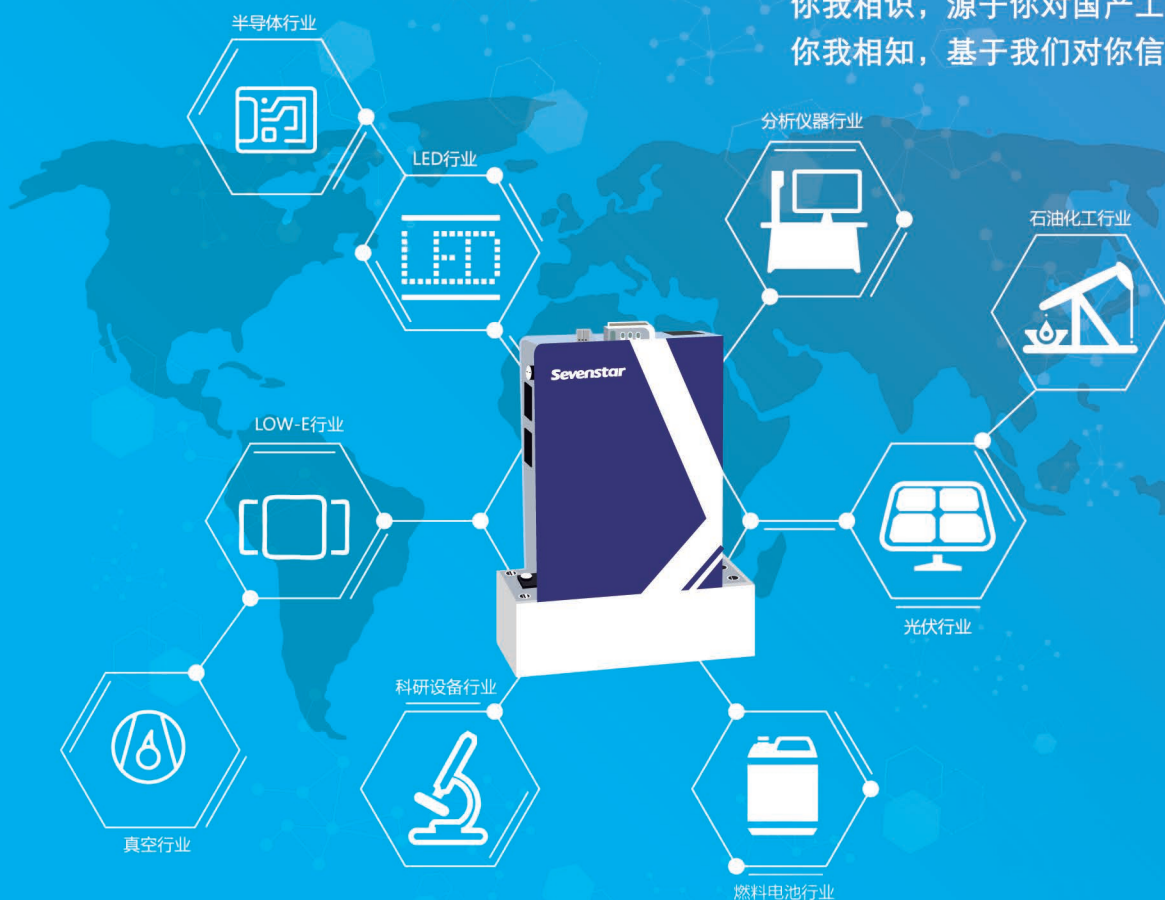 你我相识，源于你对国产工
你我相知，基于我们对你信
半导体行业
LED行业
分析仪器行业
石油化工行业
LED
Sevenstar
LOW-E行业
光伏行业
科研设备行业
真空行业
燃料电池行业